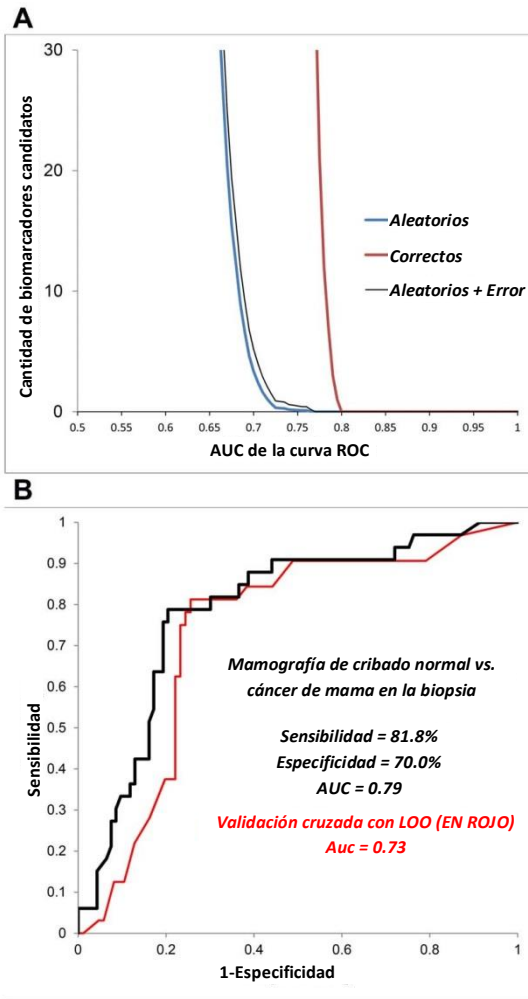 A
30
20
10
0
Cantidad de biomarcadores candidatos
Aleatorios
Correctos
Aleatorios + Error
0.5 0.55 0.6 0.65 0.7 0.75 0.8 0.85 0.9 0.95 1
AUC de la curva ROC
B
1
0.9
0.8
0.7
0.6
0.5
0.4
0.3
0.2
0.1
0
Sensibilidad
Mamografía de cribado normal vs.
cáncer de mama en la biopsia
Sensibilidad = 81.8%
Especificidad = 70.0%
AUC = 0.79
Validación cruzada con LOO (EN ROJO)
Auc = 0.73
0 0.2 0.4 0.6 0.8 1
1-Especificidad